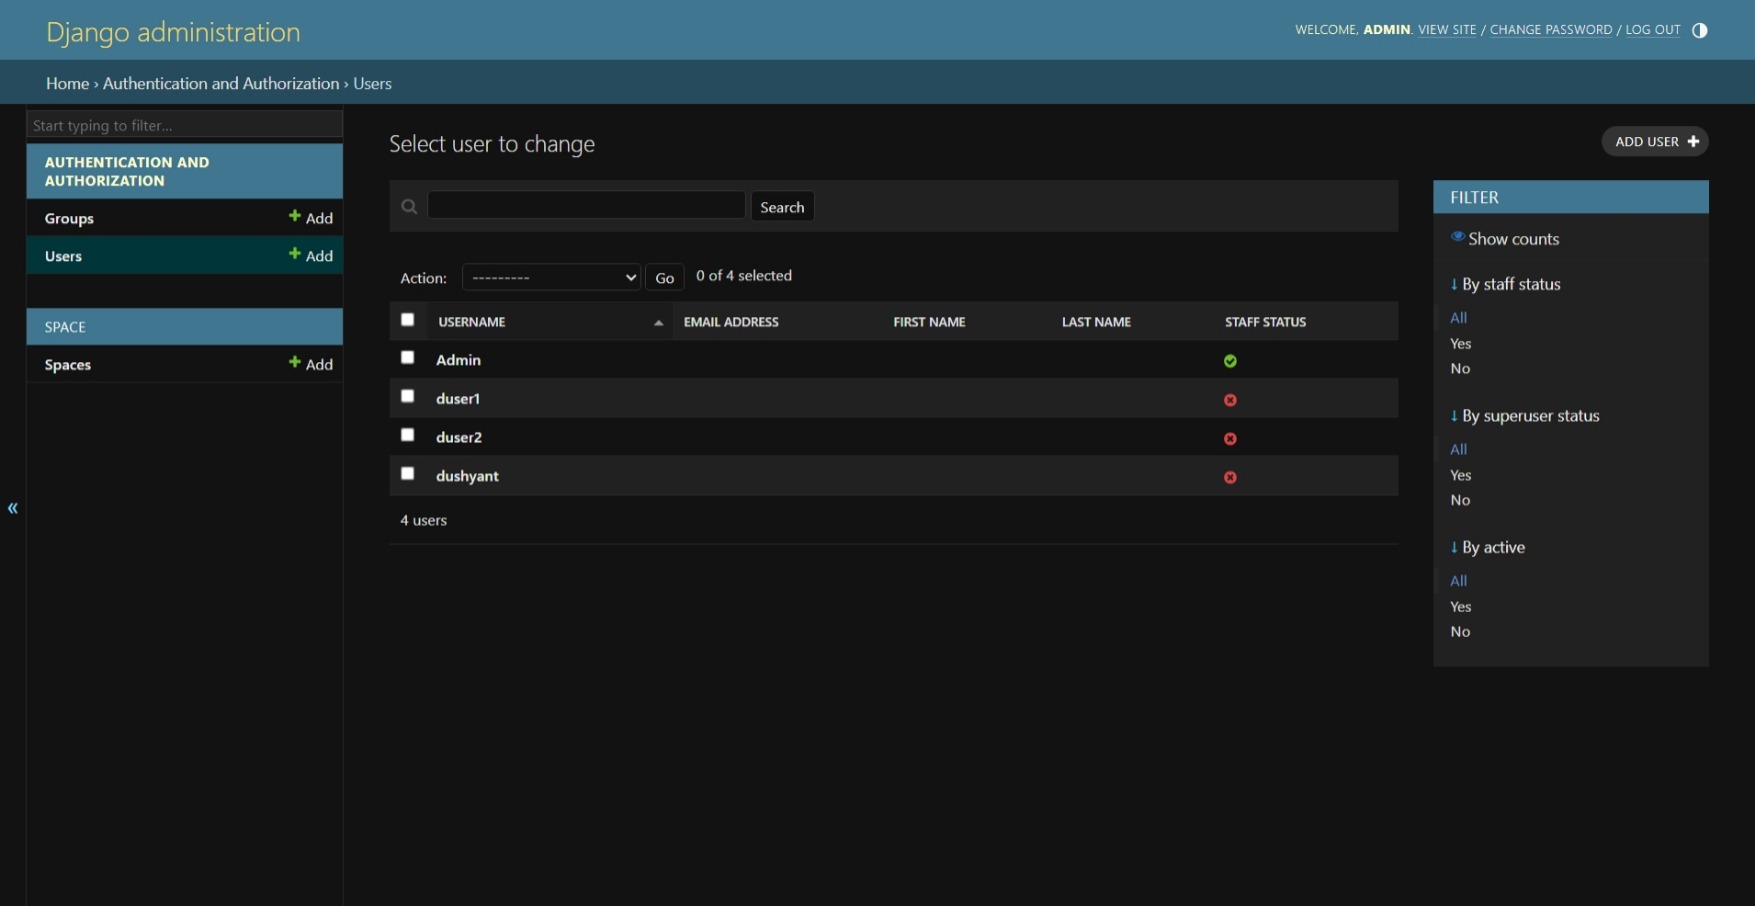 Django administration
WELCOME, ADMIN. VIEW SITE / CHANGE PASSWORD / LOG OUT
Home › Authentication and Authorization › Users
Start typing to filter...
AUTHENTICATION AND
AUTHORIZATION
Groups + Add
Users + Add
SPACE
Spaces + Add
«
Select user to change
ADD USER +
Search
Action: --------- Go 0 of 4 selected
USERNAME EMAIL ADDRESS FIRST NAME LAST NAME STAFF STATUS
Admin
duser1
duser2
dushyant
4 users
FILTER
Show counts
↓ By staff status
All
Yes
No
↓ By superuser status
All
Yes
No
↓ By active
All
Yes
No